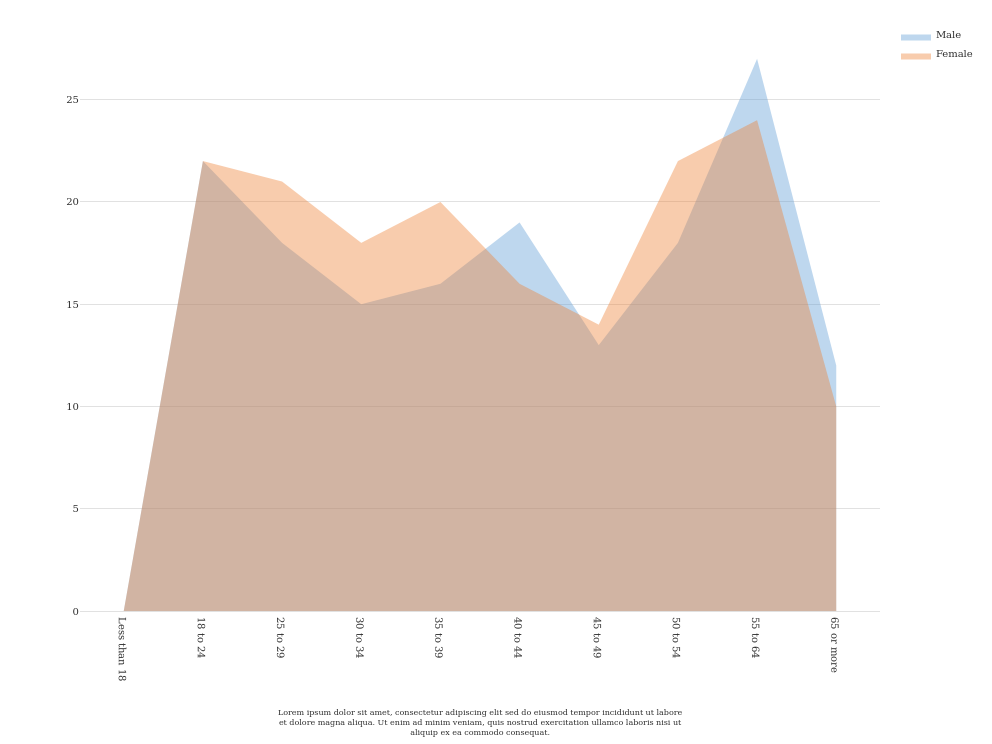 Male
Female
25
20
15
10
5
0
Less than 18
18 to 24
25 to 29
30 to 34
35 to 39
40 to 44
45 to 49
50 to 54
55 to 64
65 or more
Lorem ipsum dolor sit amet, consectetur adipiscing elit sed do eiusmod tempor incididunt ut labore
et dolore magna aliqua. Ut enim ad minim veniam, quis nostrud exercitation ullamco laboris nisi ut
aliquip ex ea commodo consequat.